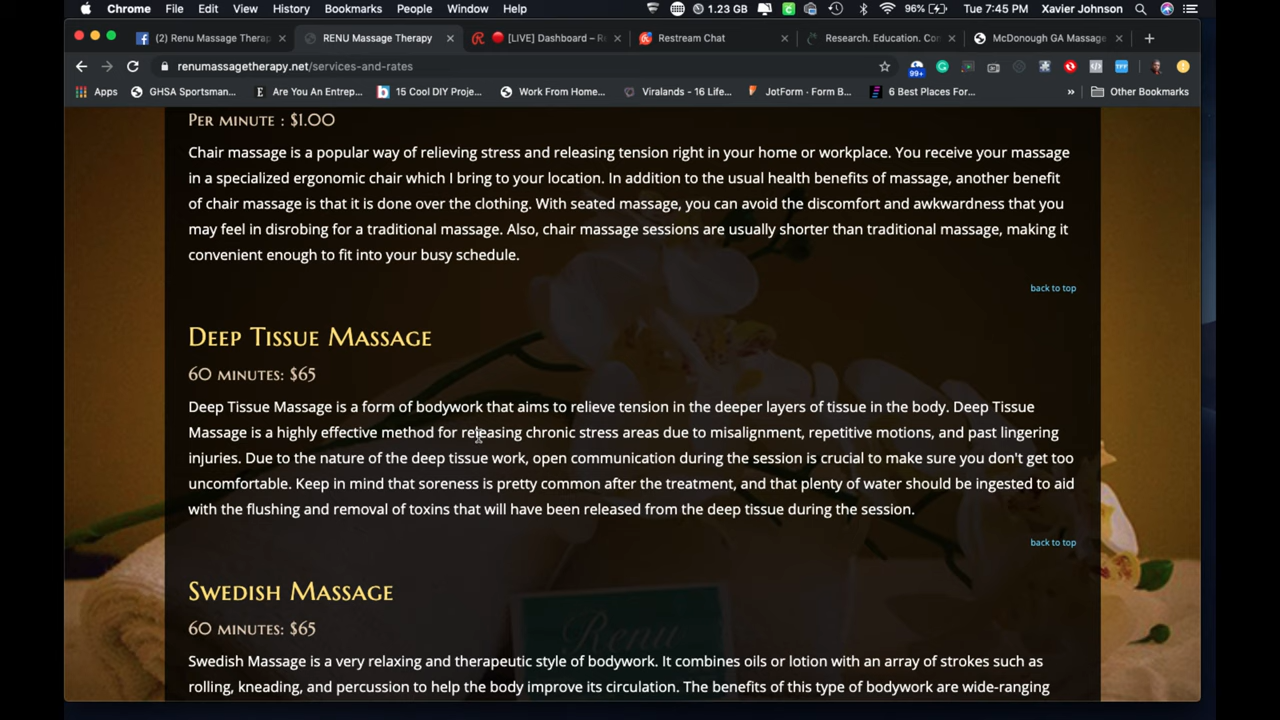 Chrome File Edit View History Bookmarks People Window Help 1.23 GB 96% Tue 7:45 PM Xavier Johnson
(2) Renu Massage Therap RENU Massage Therapy [LIVE] Dashboard – R Restream Chat Research. Education. Co McDonough GA Massage
renumassagetherapy.net/services-and-rates 99+
Apps GHSA Sportsman... Are You An Entrep... 15 Cool DIY Proje... Work From Home... Viralands - 16 Life... JotForm · Form B... 6 Best Places For... » Other Bookmarks
Per minute : $1.00
Chair massage is a popular way of relieving stress and releasing tension right in your home or workplace. You receive your massage
in a specialized ergonomic chair which I bring to your location. In addition to the usual health benefits of massage, another benefit
of chair massage is that it is done over the clothing. With seated massage, you can avoid the discomfort and awkwardness that you
may feel in disrobing for a traditional massage. Also, chair massage sessions are usually shorter than traditional massage, making it
convenient enough to fit into your busy schedule.
back to top
Deep Tissue Massage
60 minutes: $65
Deep Tissue Massage is a form of bodywork that aims to relieve tension in the deeper layers of tissue in the body. Deep Tissue
Massage is a highly effective method for releasing chronic stress areas due to misalignment, repetitive motions, and past lingering
injuries. Due to the nature of the deep tissue work, open communication during the session is crucial to make sure you don't get too
uncomfortable. Keep in mind that soreness is pretty common after the treatment, and that plenty of water should be ingested to aid
with the flushing and removal of toxins that will have been released from the deep tissue during the session.
back to top
Swedish Massage
60 minutes: $65
Renu
Swedish Massage is a very relaxing and therapeutic style of bodywork. It combines oils or lotion with an array of strokes such as
rolling, kneading, and percussion to help the body improve its circulation. The benefits of this type of bodywork are wide-ranging